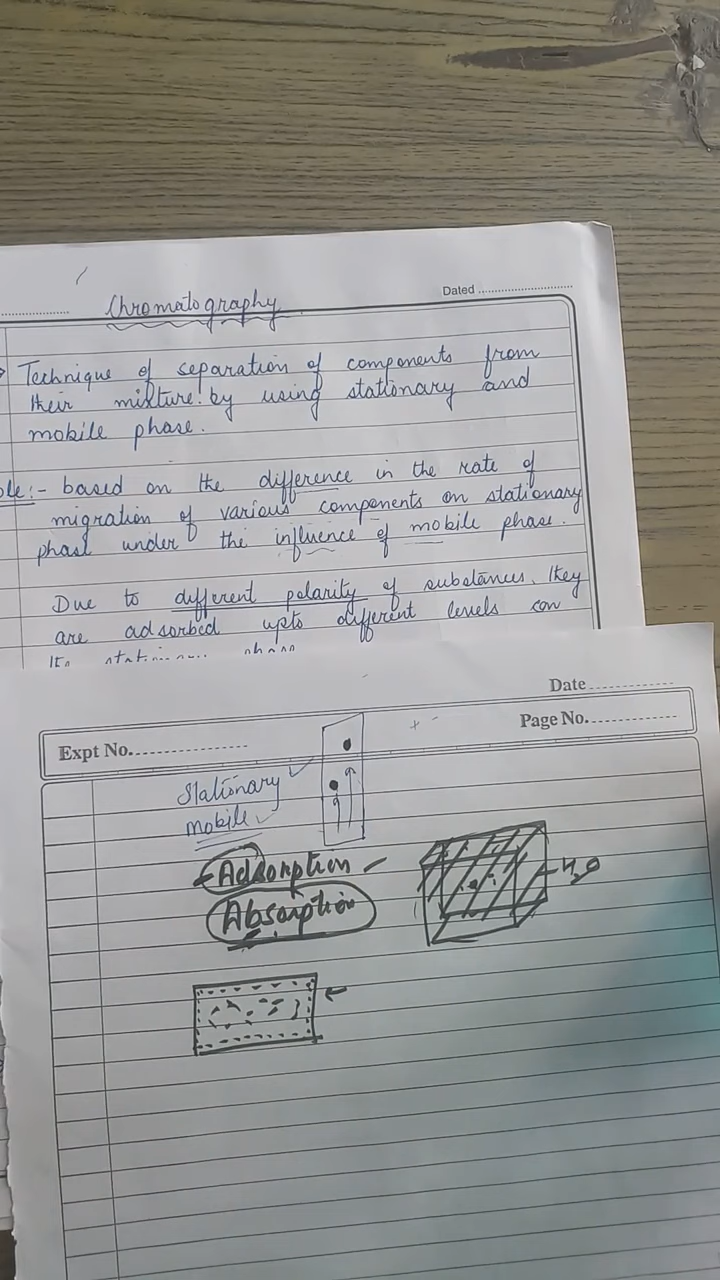 Dated
Chromatography
Technique of separation of components from
their mixture. by using stationary and
mobile phase.
ple:- based on the difference in the rate of
migration of various components on stationary
phase under the influence of mobile phase.
Due to different polarity of substances, they
are adsorbed upto different levels on
Date
Expt No.
Page No.
+ -
Stationary
mobile
Adsorption
Absorption
H2O